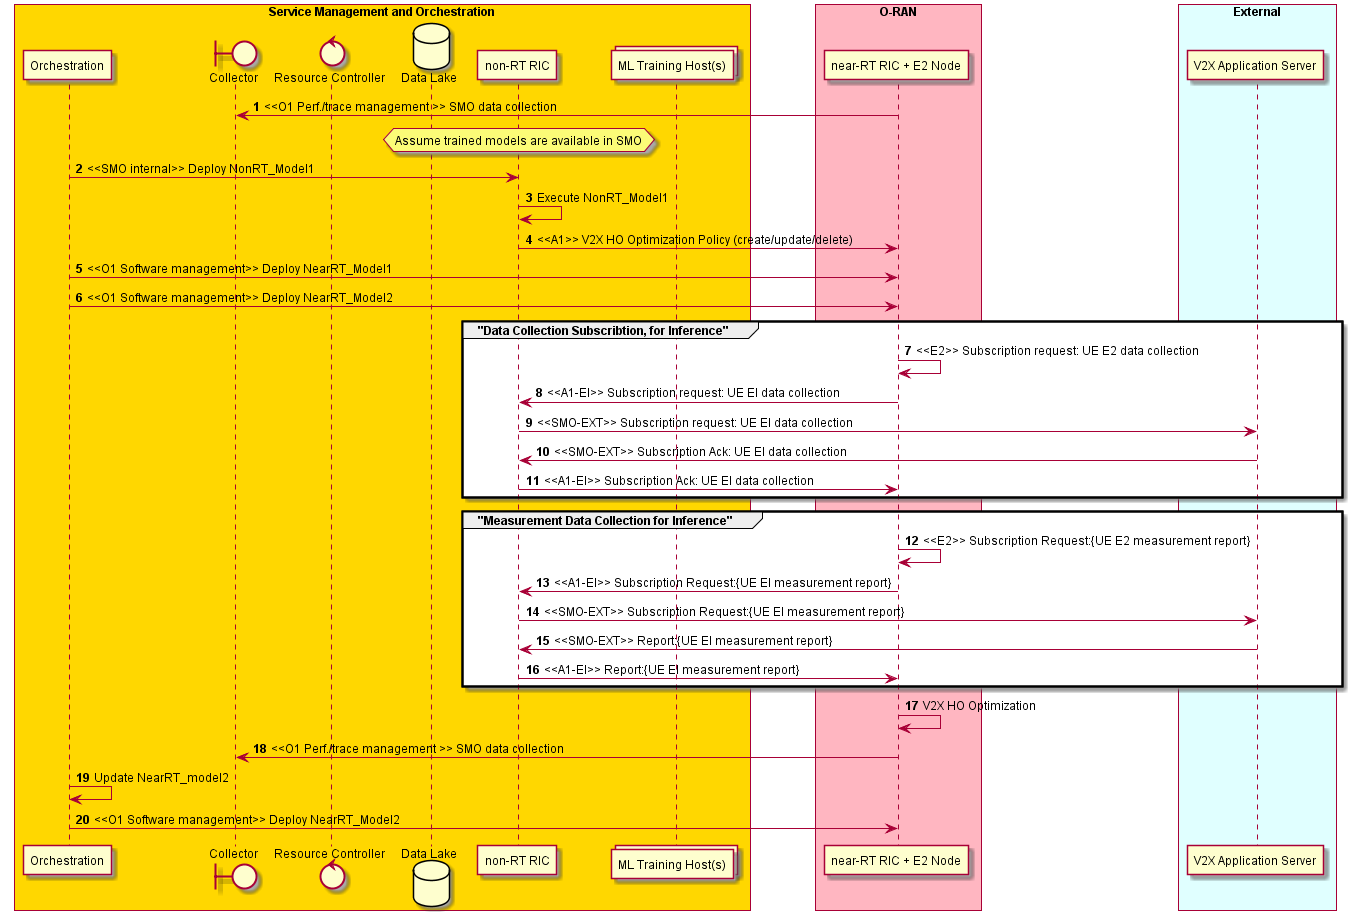 Service Management and Orchestration
O-RAN
External
Orchestration
Collector
Resource Controller
Data Lake
non-RT RIC
ML Training Host(s)
near-RT RIC + E2 Node
V2X Application Server
1 <<O1 Perf./trace management >> SMO data collection
Assume trained models are available in SMO
2 <<SMO internal>> Deploy NonRT_Model1
3 Execute NonRT_Model1
4 <<A1>> V2X HO Optimization Policy (create/update/delete)
5 <<O1 Software management>> Deploy NearRT_Model1
6 <<O1 Software management>> Deploy NearRT_Model2
"Data Collection Subscribtion, for Inference"
7 <<E2>> Subscription request: UE E2 data collection
8 <<A1-EI>> Subscription request: UE EI data collection
9 <<SMO-EXT>> Subscription request: UE EI data collection
10 <<SMO-EXT>> Subscription Ack: UE EI data collection
11 <<A1-EI>> Subscription Ack: UE EI data collection
"Measurement Data Collection for Inference"
12 <<E2>> Subscription Request:{UE E2 measurement report}
13 <<A1-EI>> Subscription Request:{UE EI measurement report}
14 <<SMO-EXT>> Subscription Request:{UE EI measurement report}
15 <<SMO-EXT>> Report:{UE EI measurement report}
16 <<A1-EI>> Report:{UE EI measurement report}
17 V2X HO Optimization
18 <<O1 Perf./trace management >> SMO data collection
19 Update NearRT_model2
20 <<O1 Software management>> Deploy NearRT_Model2
Orchestration
Collector
Resource Controller
Data Lake
non-RT RIC
ML Training Host(s)
near-RT RIC + E2 Node
V2X Application Server